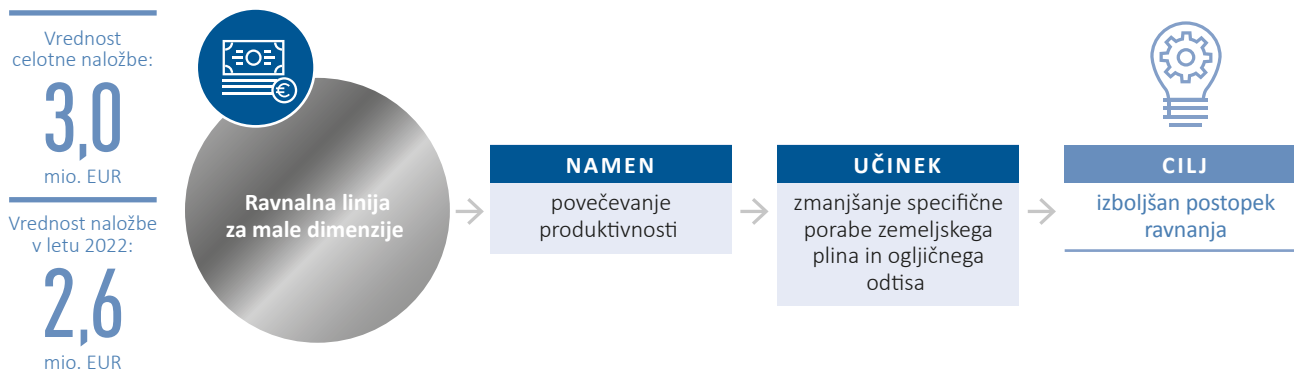 Vrednost
celotne naložbe:
3,0
mio. EUR
Vrednost naložbe
v letu 2022:
2,6
mio. EUR
Ravnalna linija
za male dimenzije
NAMEN
povečevanje
produktivnosti
UČINEK
zmanjšanje specifične
porabe zemeljskega
plina in ogljičnega
odtisa
CILJ
izboljšan postopek
ravnanja